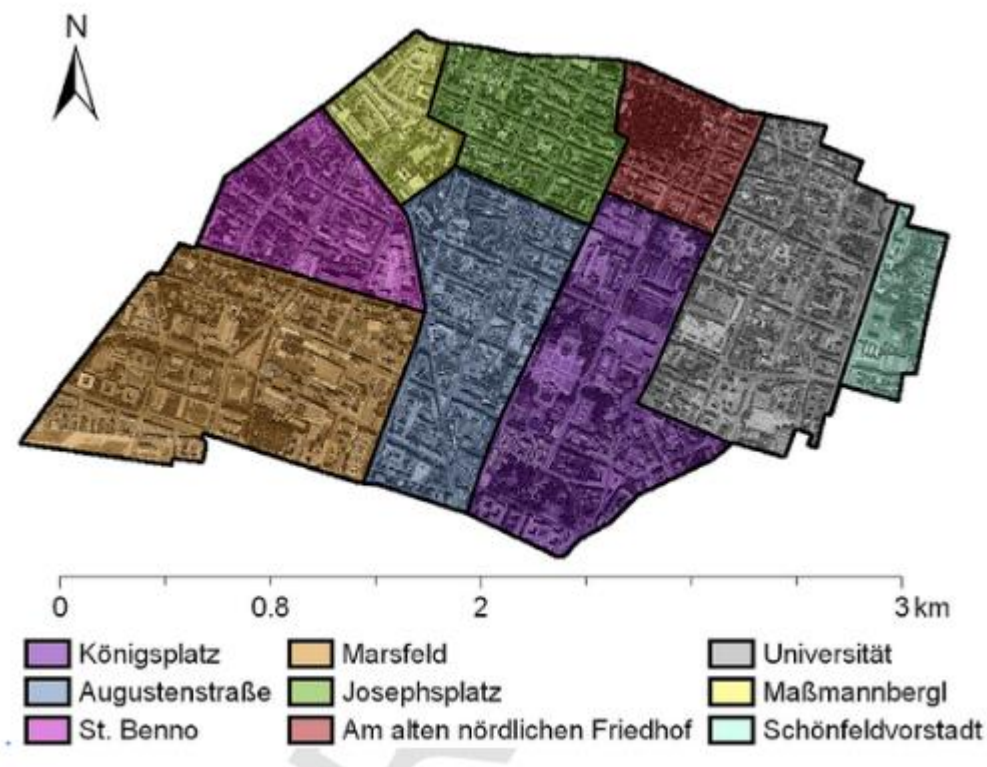 N
0 0.8 2 3 km
Königsplatz Marsfeld Universität
Augustenstraße Josephsplatz Maßmannbergl
St. Benno Am alten nördlichen Friedhof Schönfeldvorstadt